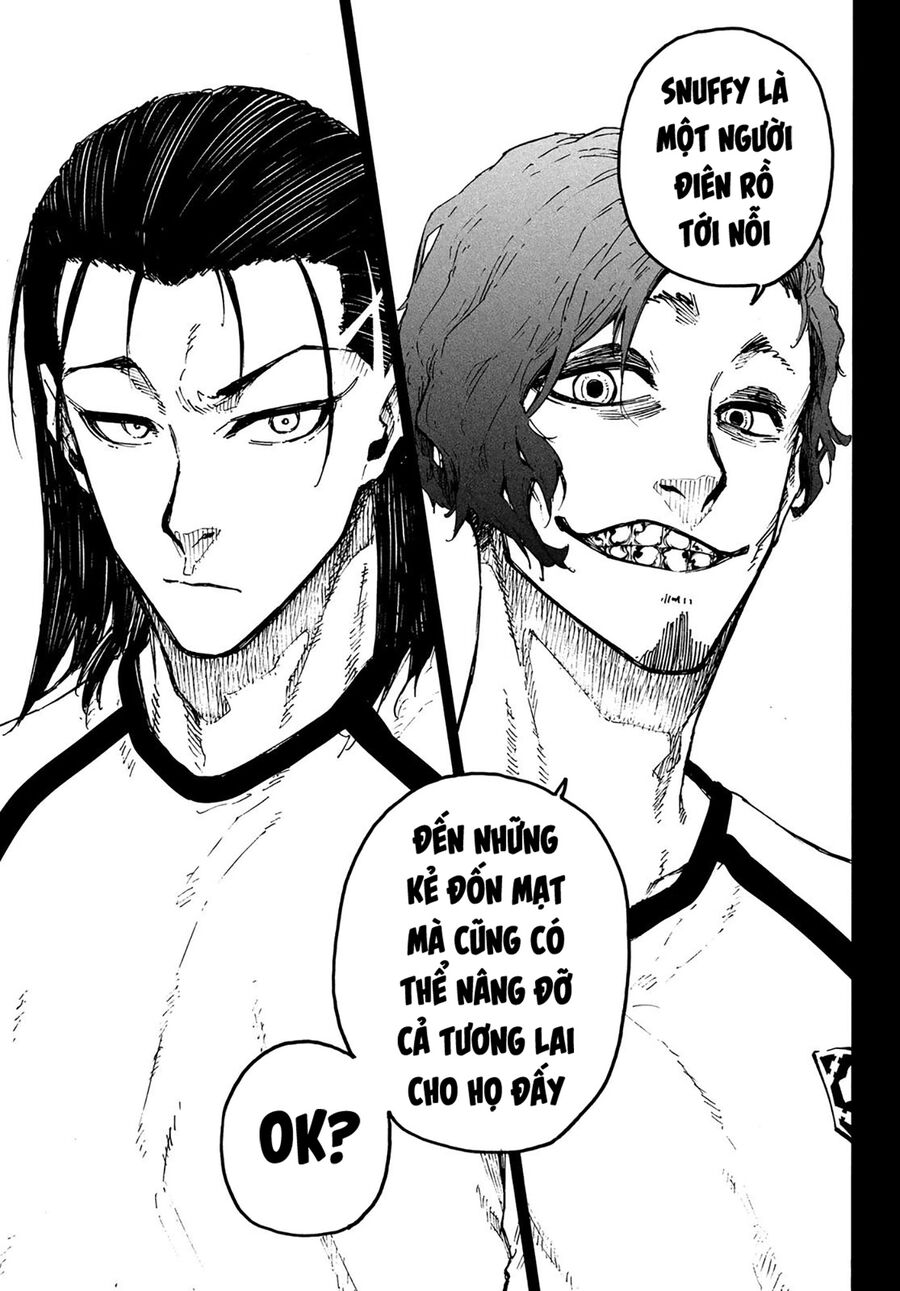 SNUFFY LÀ
MỘT NGƯỜI
ĐIÊN RỒ
TỚI NỖI
ĐẾN NHỮNG
KẺ ĐỐN MẠT
MÀ CŨNG CÓ
THỂ NÂNG ĐỠ
CẢ TƯƠNG LAI
CHO HỌ ĐẤY
OK?